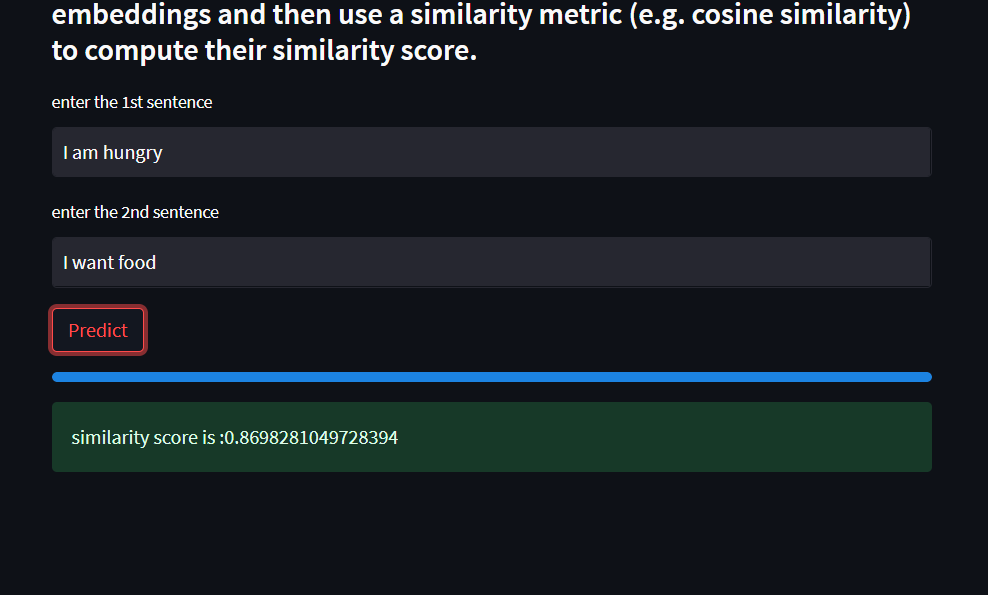 embeddings and then use a similarity metric (e.g. cosine similarity)
to compute their similarity score.
enter the 1st sentence
I am hungry
enter the 2nd sentence
I want food
Predict
similarity score is :0.8698281049728394